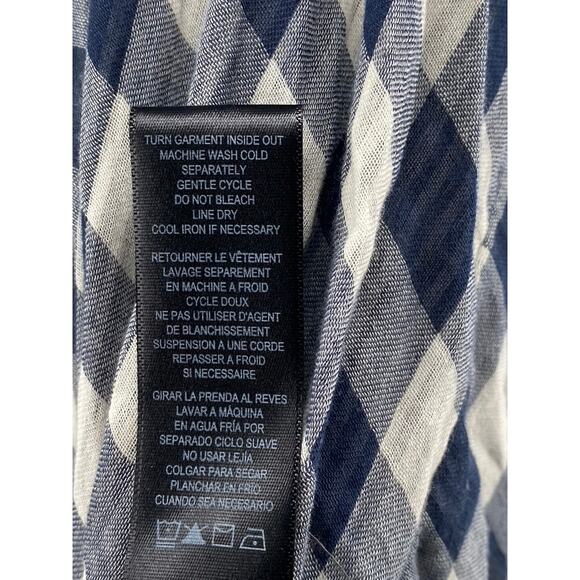 TURN GARMENT INSIDE OUT
MACHINE WASH COLD
SEPARATELY
GENTLE CYCLE
DO NOT BLEACH
LINE DRY
COOL IRON IF NECESSARY
RETOURNER LE VÊTEMENT
LAVAGE SEPAREMENT
EN MACHINE A FROID
CYCLE DOUX
NE PAS UTILISER D'AGENT
DE BLANCHISSEMENT
SUSPENSION A UNE CORDE
REPASSER A FROID
SI NECESSAIRE
GIRAR LA PRENDA AL REVES
LAVAR A MÁQUINA
EN AGUA FRÍA POR
SEPARADO CICLO SUAVE
NO USAR LEJÍA
COLGAR PARA SEGAR
PLANCHAR EN FRÍO
CUANDO SEA NECESARIO